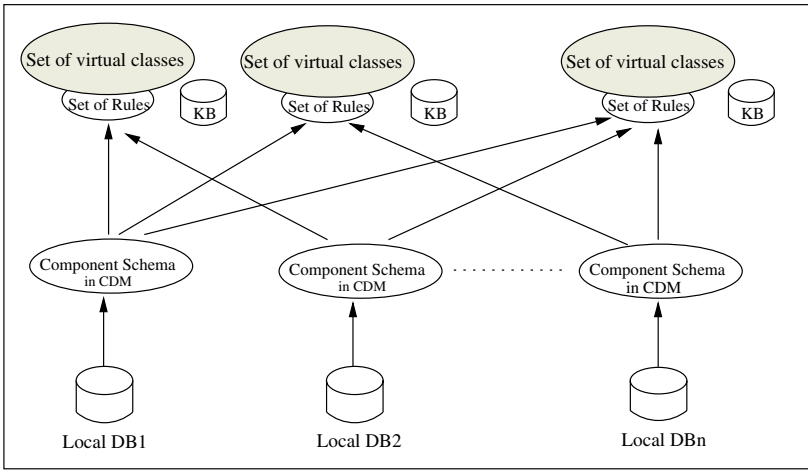 Set of virtual classes
Set of Rules
KB
Set of virtual classes
Set of Rules
KB
Set of virtual classes
Set of Rules
KB
Component Schema
in CDM
Component Schema
in CDM
Component Schema
in CDM
Local DB1
Local DB2
Local DBn